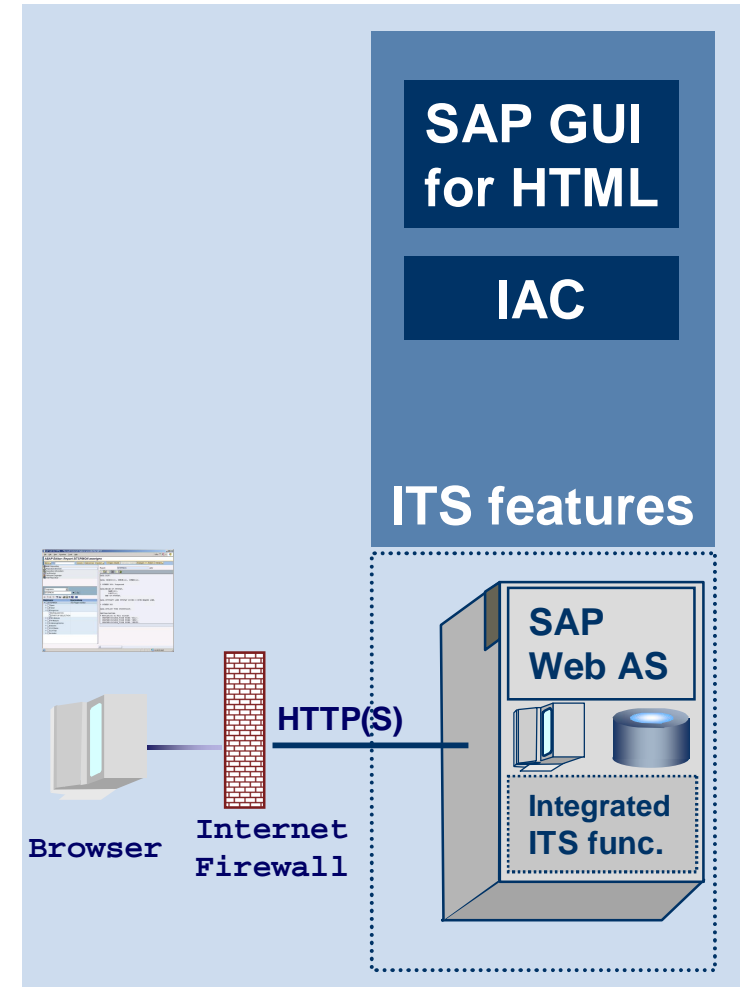 SAP GUI
for HTML
IAC
ITS features
SAP
Web AS
HTTP(S)
Integrated
ITS func.
Internet
Firewall
Browser